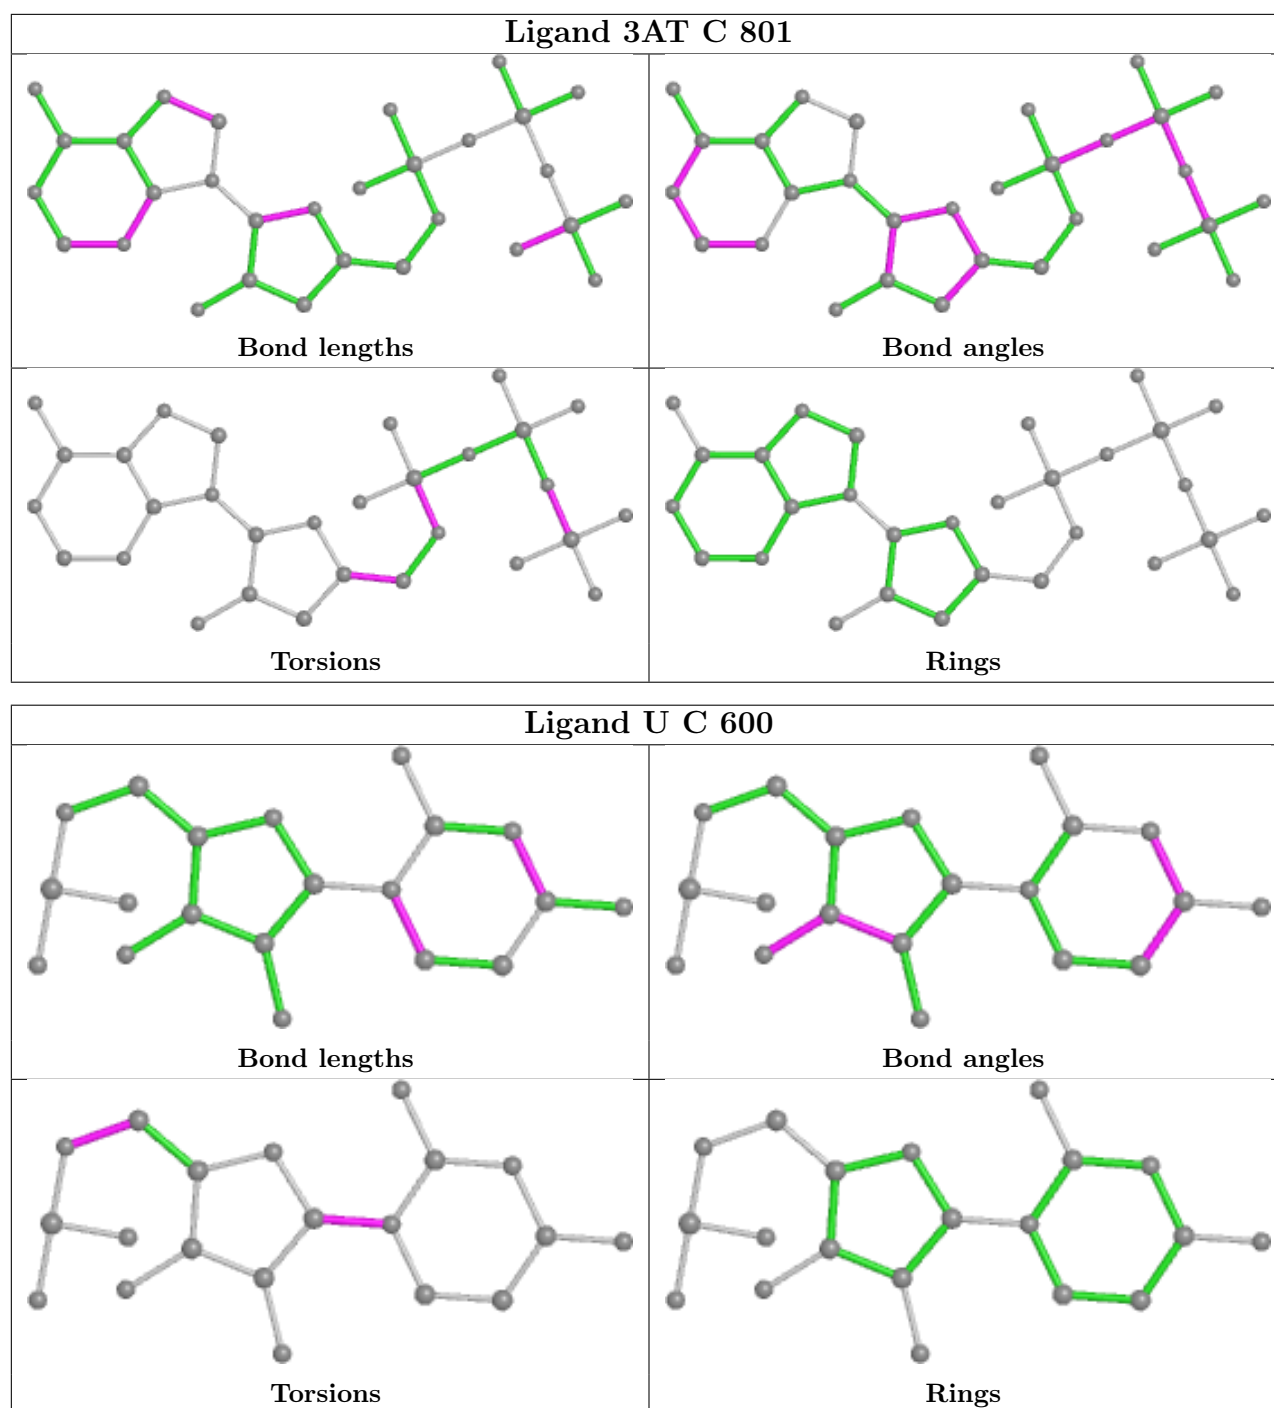 Ligand 3AT C 801
Bond lengths
Bond angles
Torsions
Rings
Ligand U C 600
Bond lengths
Bond angles
Torsions
Rings